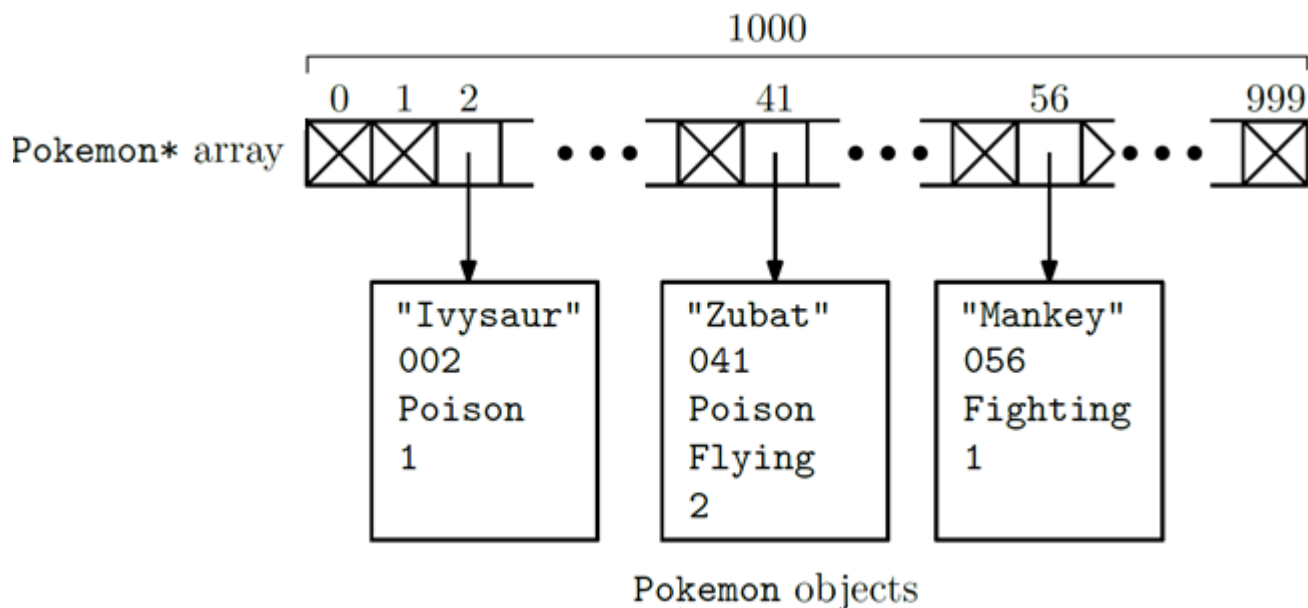 1000
0 1 2 41 56 999
Pokemon* array
"Ivysaur"
002
Poison
1
"Zubat"
041
Poison
Flying
2
"Mankey"
056
Fighting
1
Pokemon objects